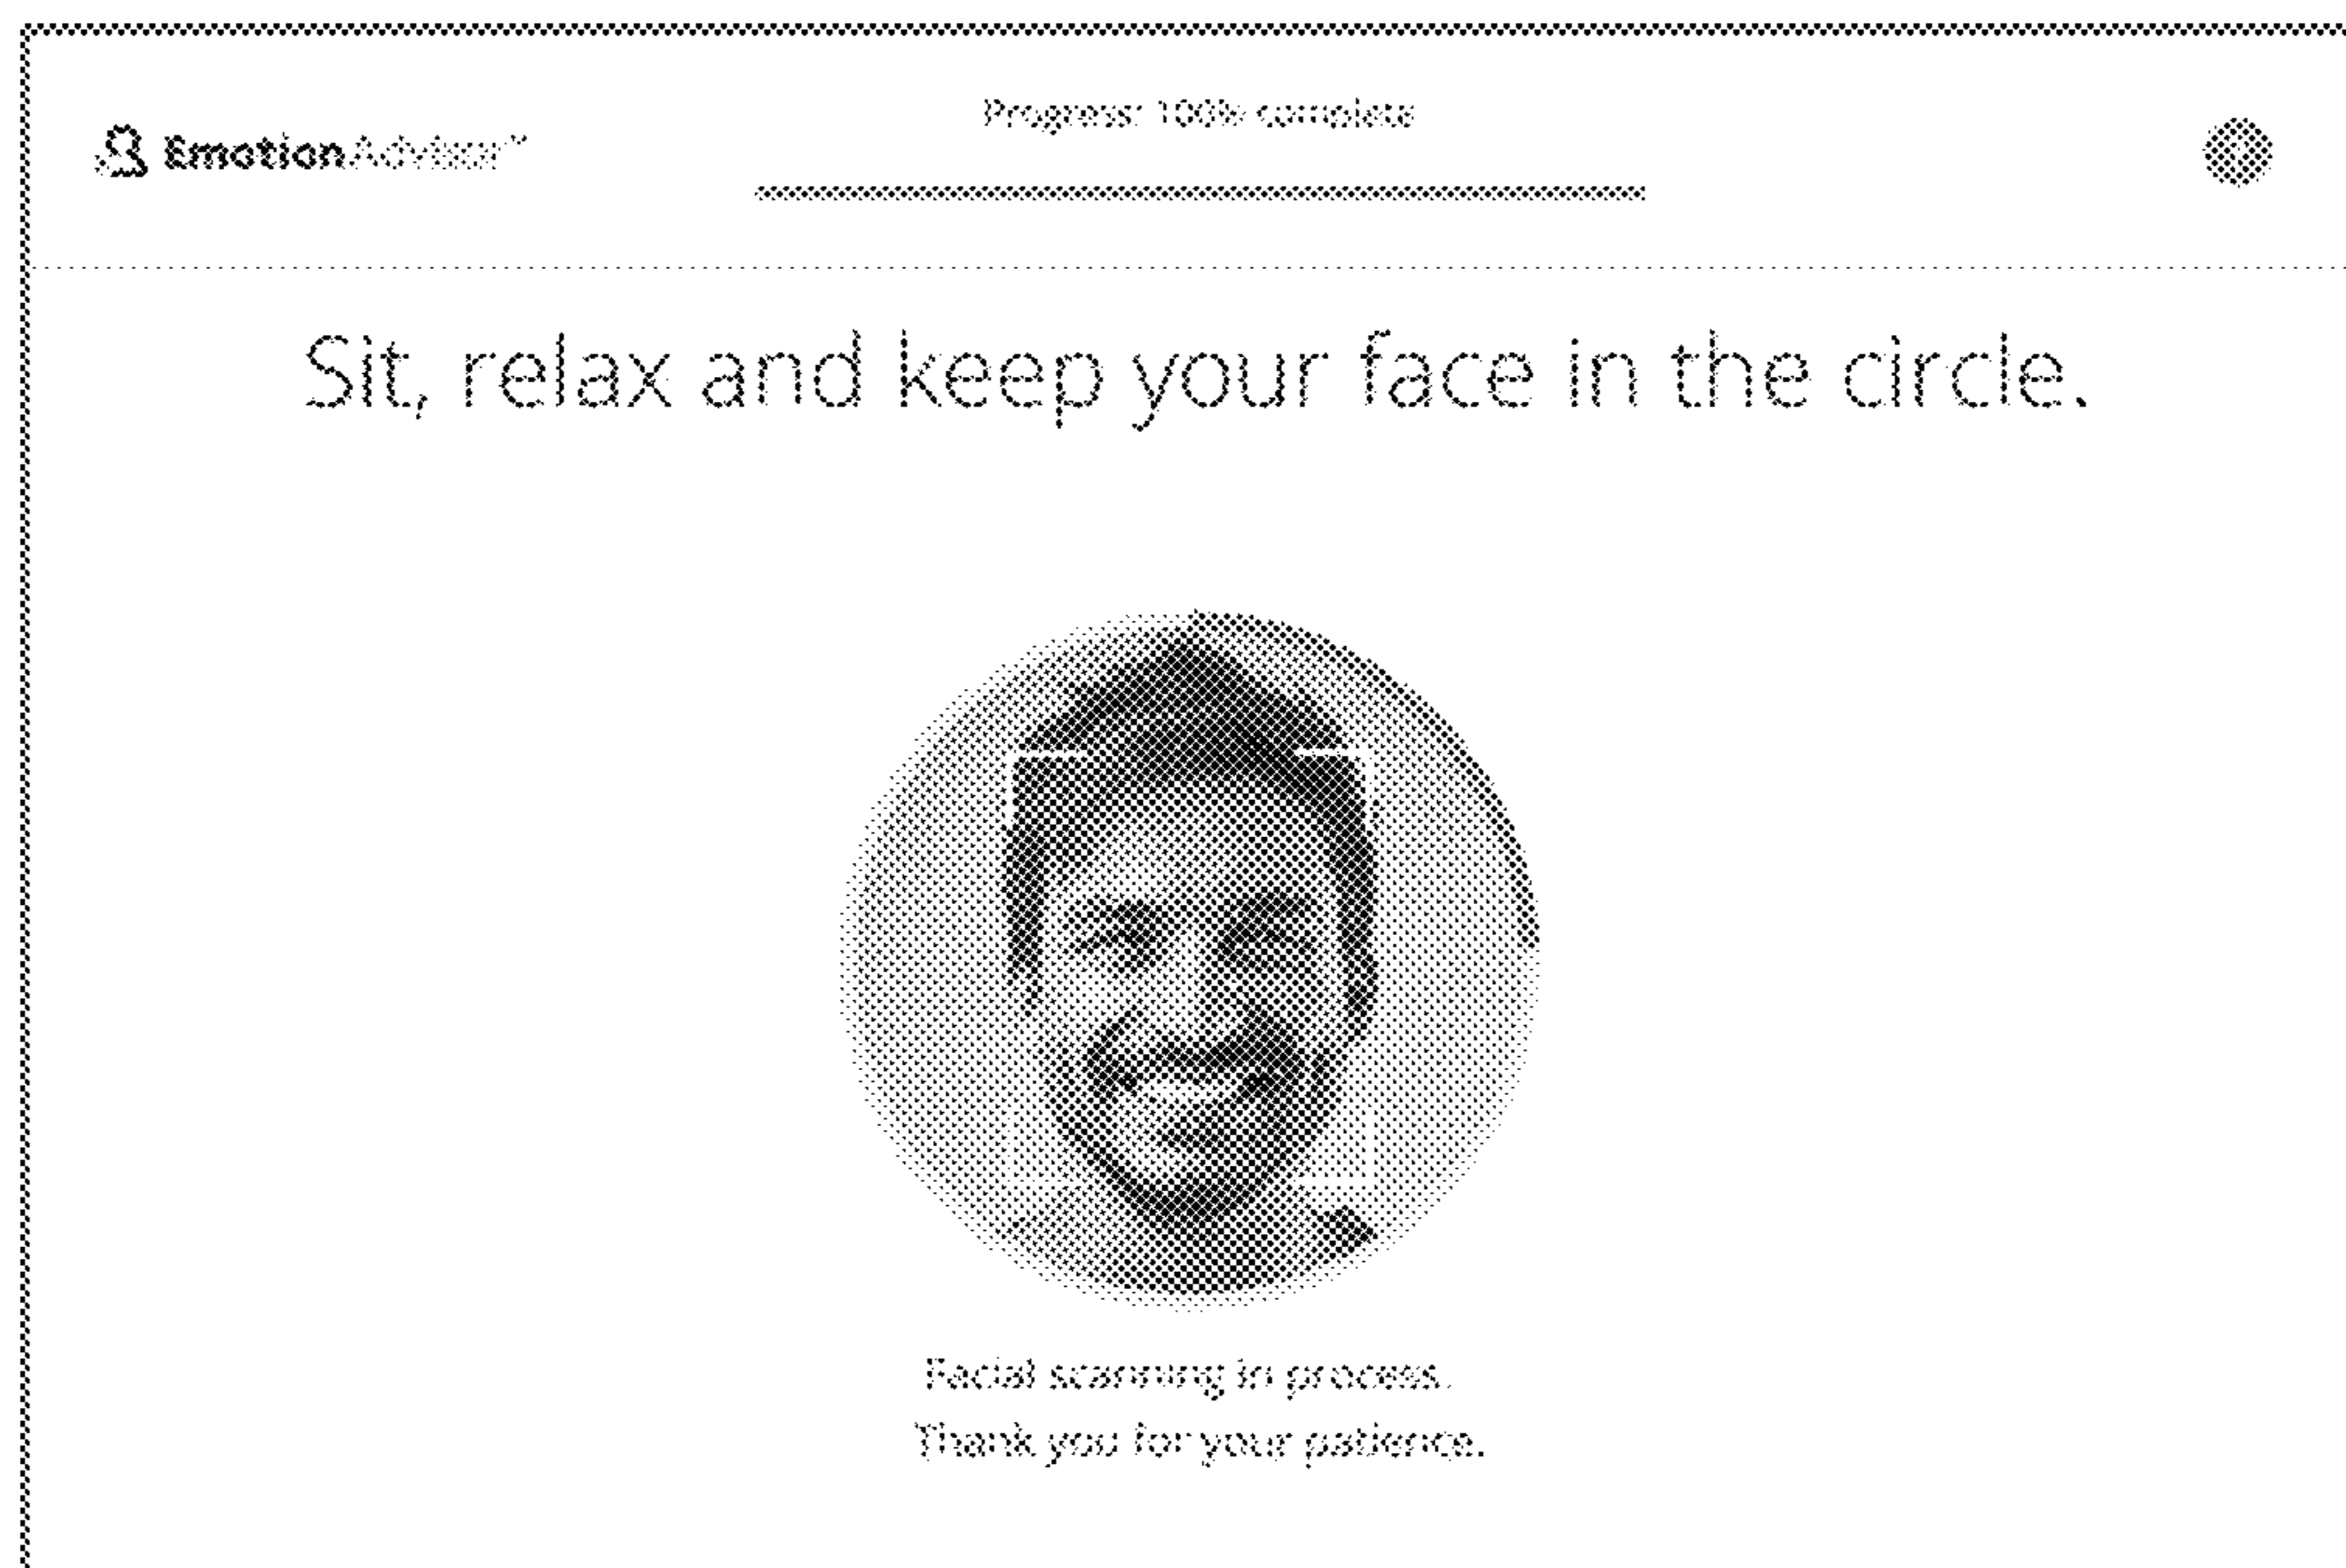 Progress: 100% complete
EmotionAdvisor™
Sit, relax and keep your face in the circle.
Facial scanning in process.
Thank you for your patience.